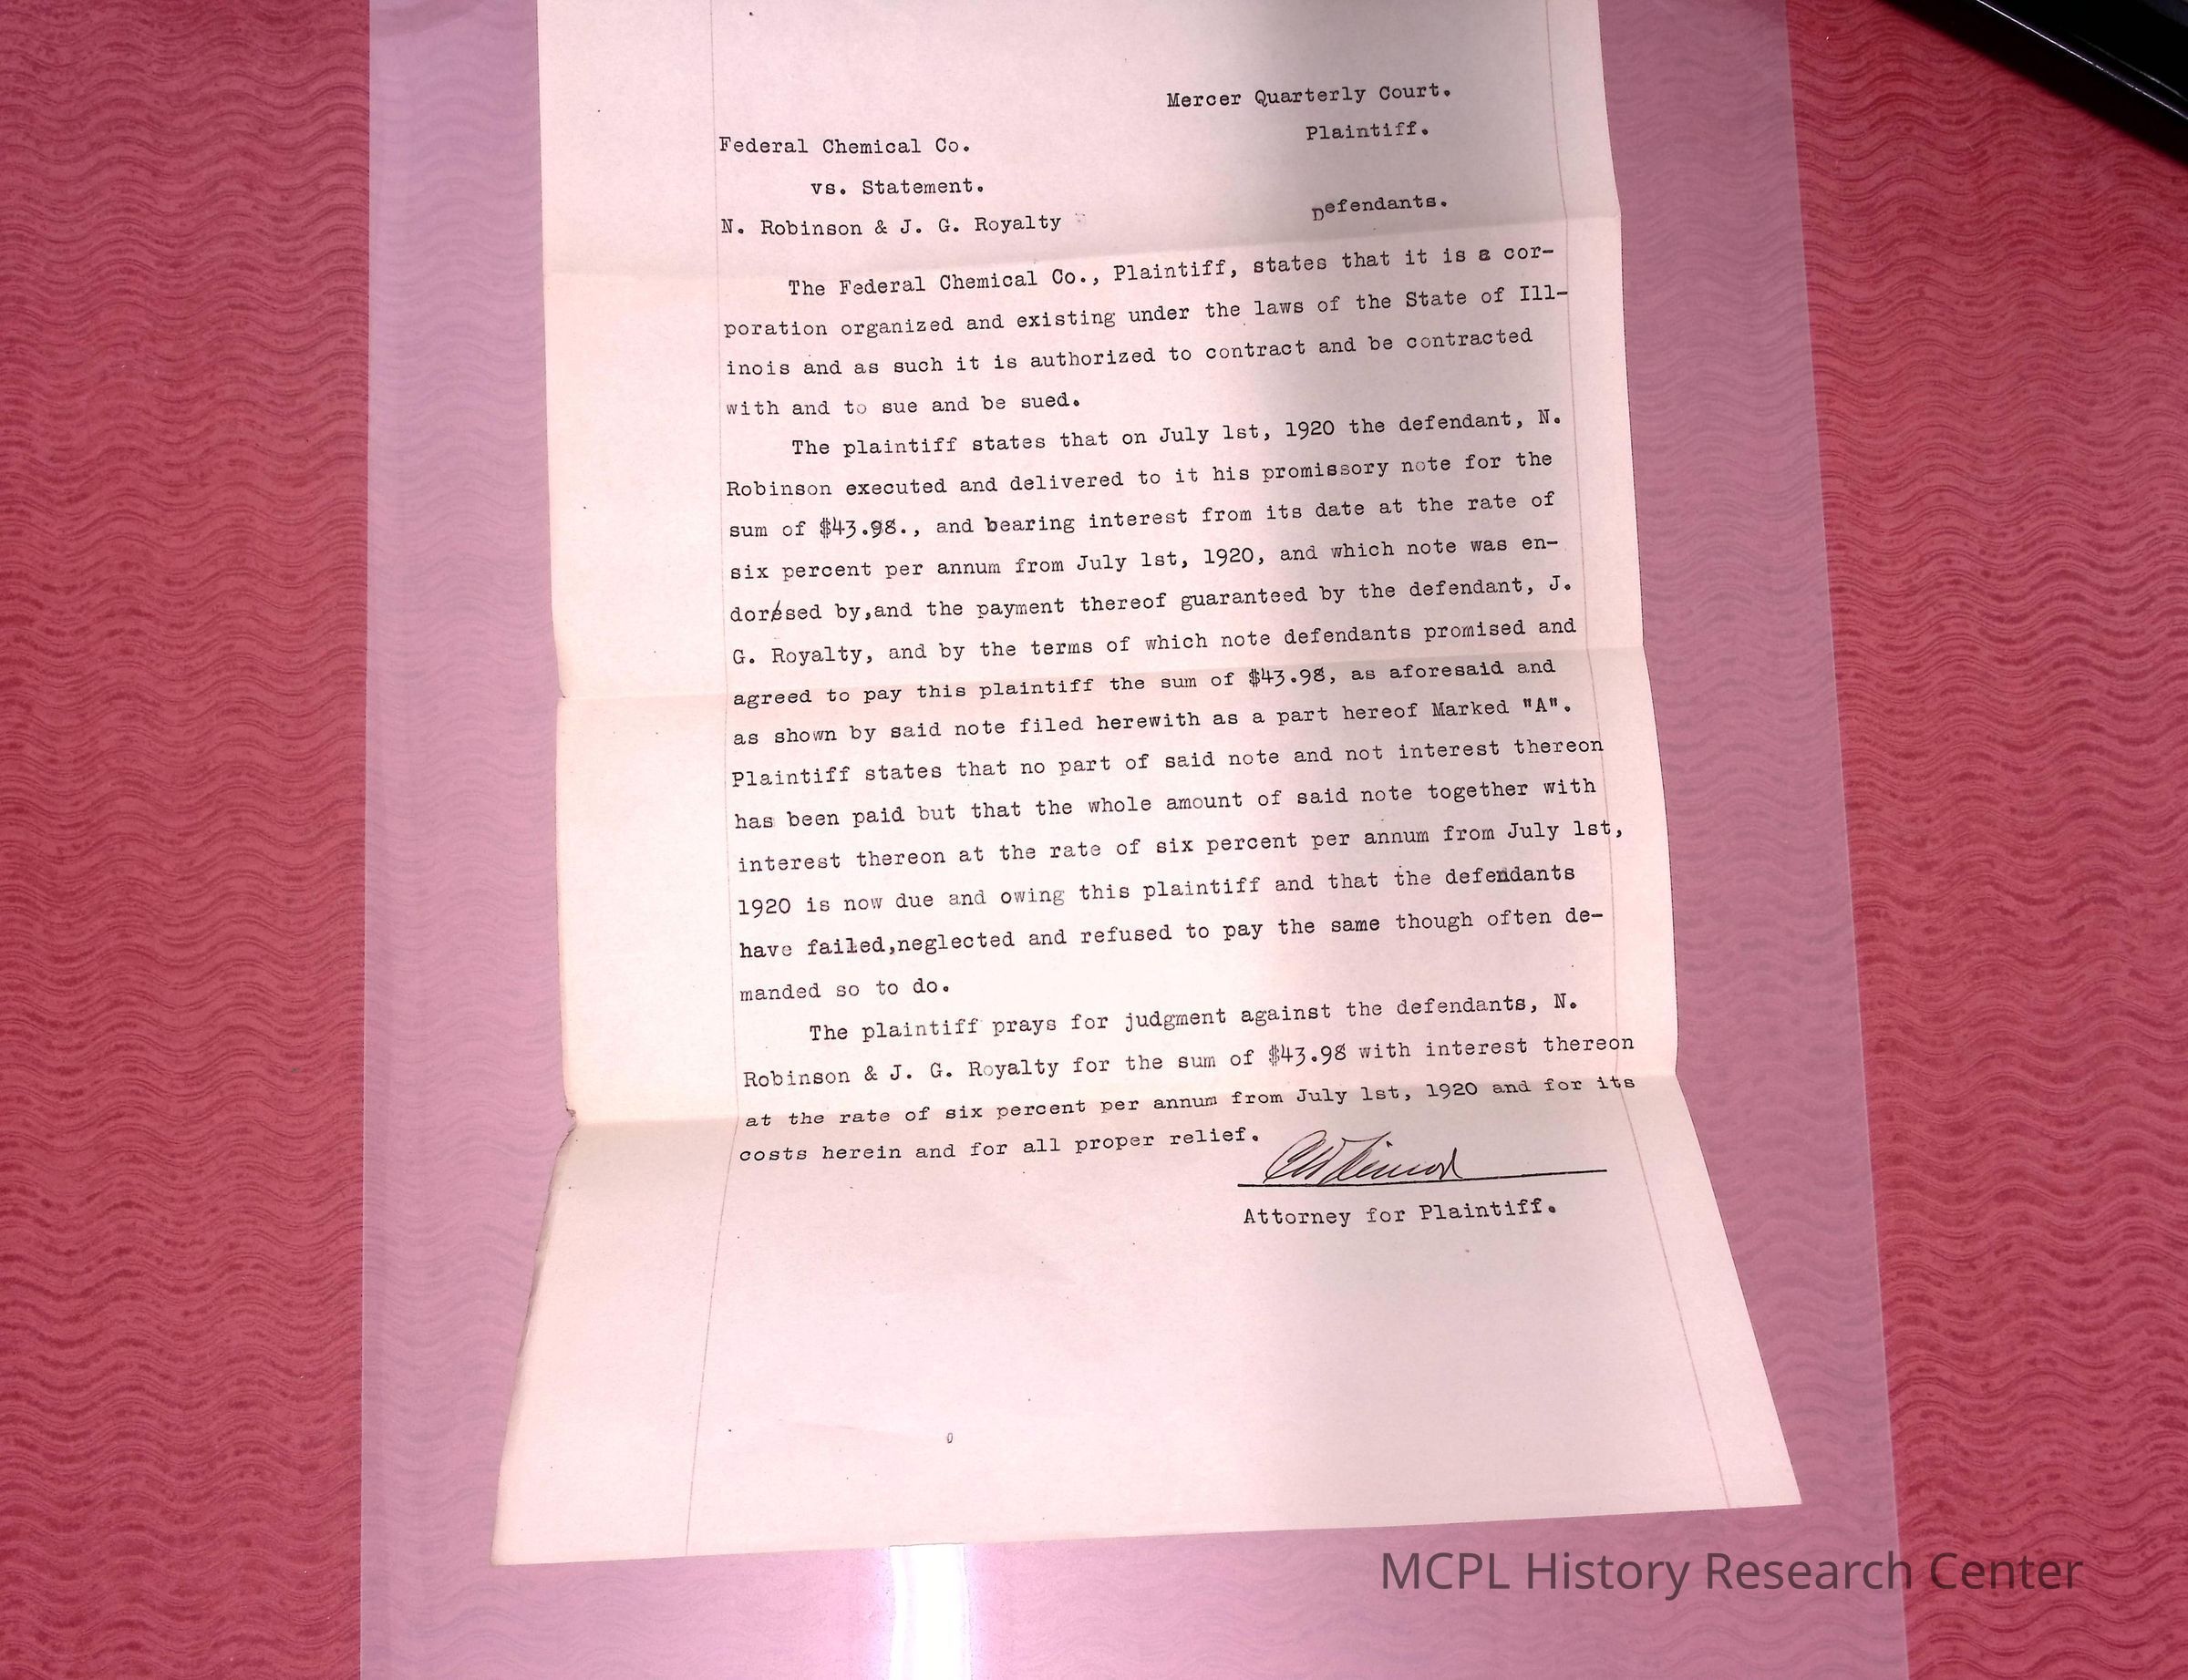 Mercer Quarterly Court.
Federal Chemical Co. Plaintiff.
vs. Statement.
N. Robinson & J. G. Royalty Defendants.
The Federal Chemical Co., Plaintiff, states that it is a cor-
poration organized and existing under the laws of the State of Ill-
inois and as such it is authorized to contract and be contracted
with and to sue and be sued.
The plaintiff states that on July 1st, 1920 the defendant, N.
Robinson executed and delivered to it his promissory note for the
sum of $43.98., and bearing interest from its date at the rate of
six percent per annum from July 1st, 1920, and which note was en-
doresed by,and the payment thereof guaranteed by the defendant, J.
G. Royalty, and by the terms of which note defendants promised and
agreed to pay this plaintiff the sum of $43.98, as aforesaid and
as shown by said note filed herewith as a part hereof Marked "A".
Plaintiff states that no part of said note and not interest thereon
has been paid but that the whole amount of said note together with
interest thereon at the rate of six percent per annum from July 1st,
1920 is now due and owing this plaintiff and that the defendants
have failed,neglected and refused to pay the same though often de-
manded so to do.
The plaintiff prays for judgment against the defendants, N.
Robinson & J. G. Royalty for the sum of $43.98 with interest thereon
at the rate of six percent per annum from July 1st, 1920 and for its
costs herein and for all proper relief.
Attorney for Plaintiff.
MCPL History Research Center